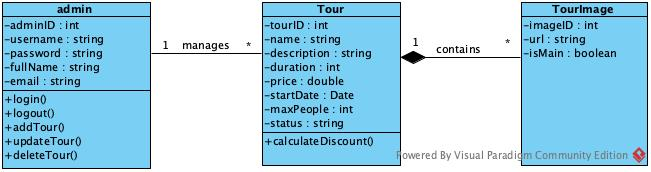 admin
-adminID : int
-username : string
-password : string
-fullName : string
-email : string
+login()
+logout()
+addTour()
+updateTour()
+deleteTour()
1 manages *
Tour
-tourID : int
-name : string
-description : string
-duration : int
-price : double
-startDate : Date
-maxPeople : int
-status : string
+calculateDiscount()
1 contains *
TourImage
-imageID : int
-url : string
-isMain : boolean
Powered By Visual Paradigm Community Edition